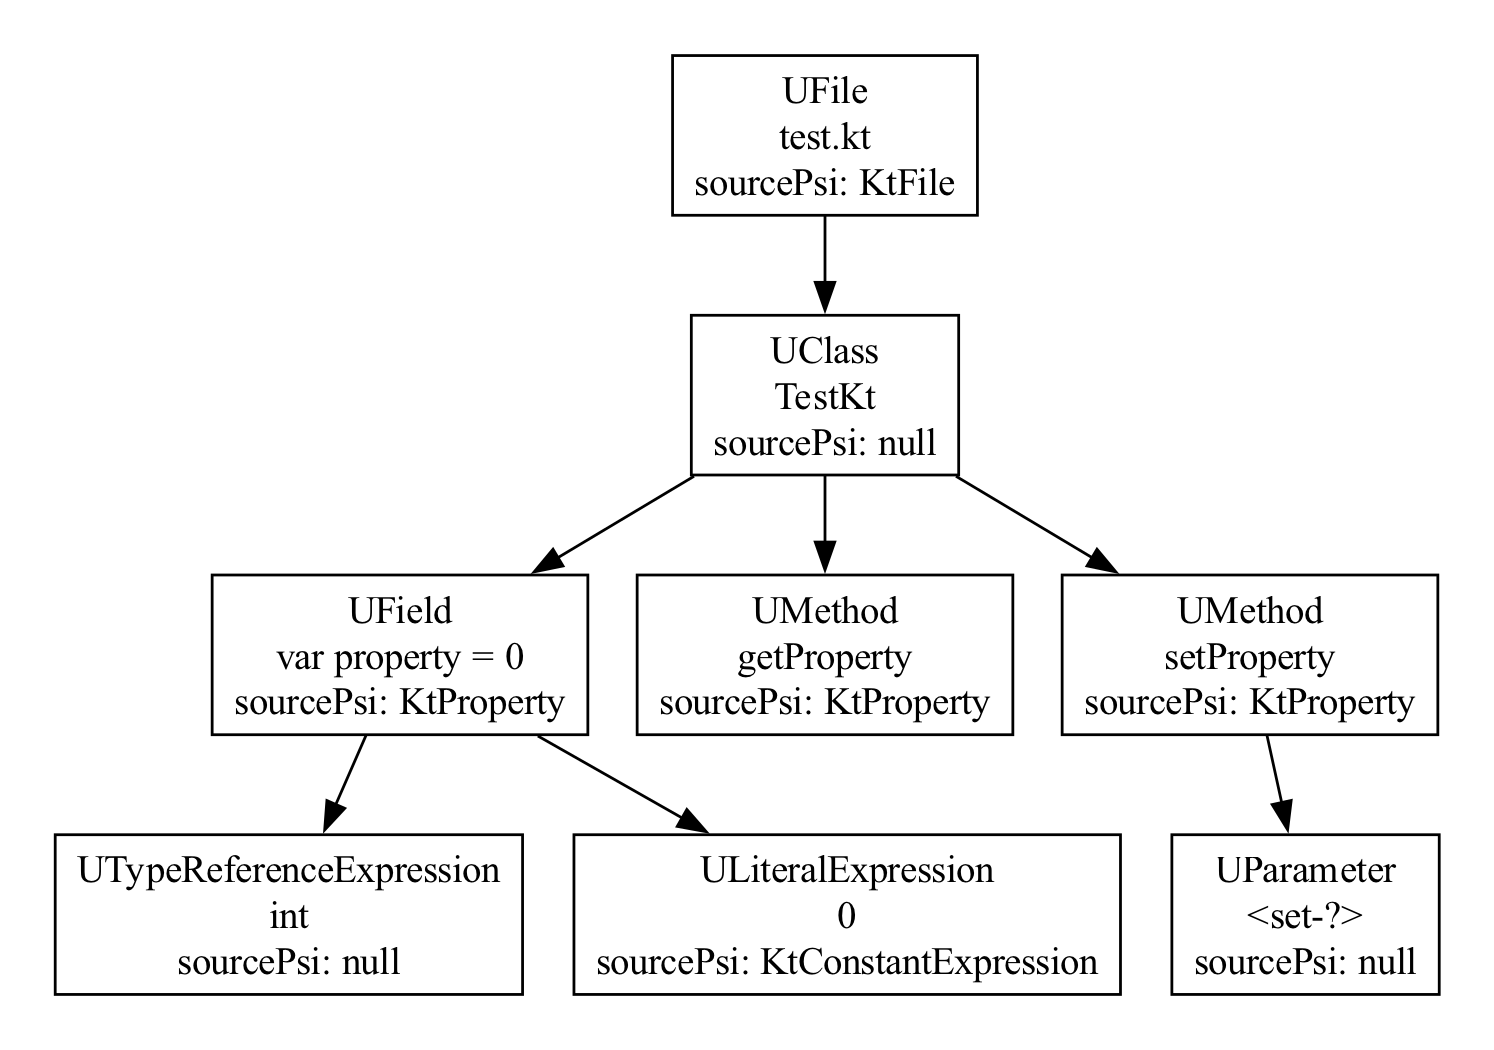 UFile
test.kt
sourcePsi: KtFile
UClass
TestKt
sourcePsi: null
UField
var property = 0
sourcePsi: KtProperty
UMethod
getProperty
sourcePsi: KtProperty
UMethod
setProperty
sourcePsi: KtProperty
UTypeReferenceExpression
int
sourcePsi: null
ULiteralExpression
0
sourcePsi: KtConstantExpression
UParameter
<set-?>
sourcePsi: null